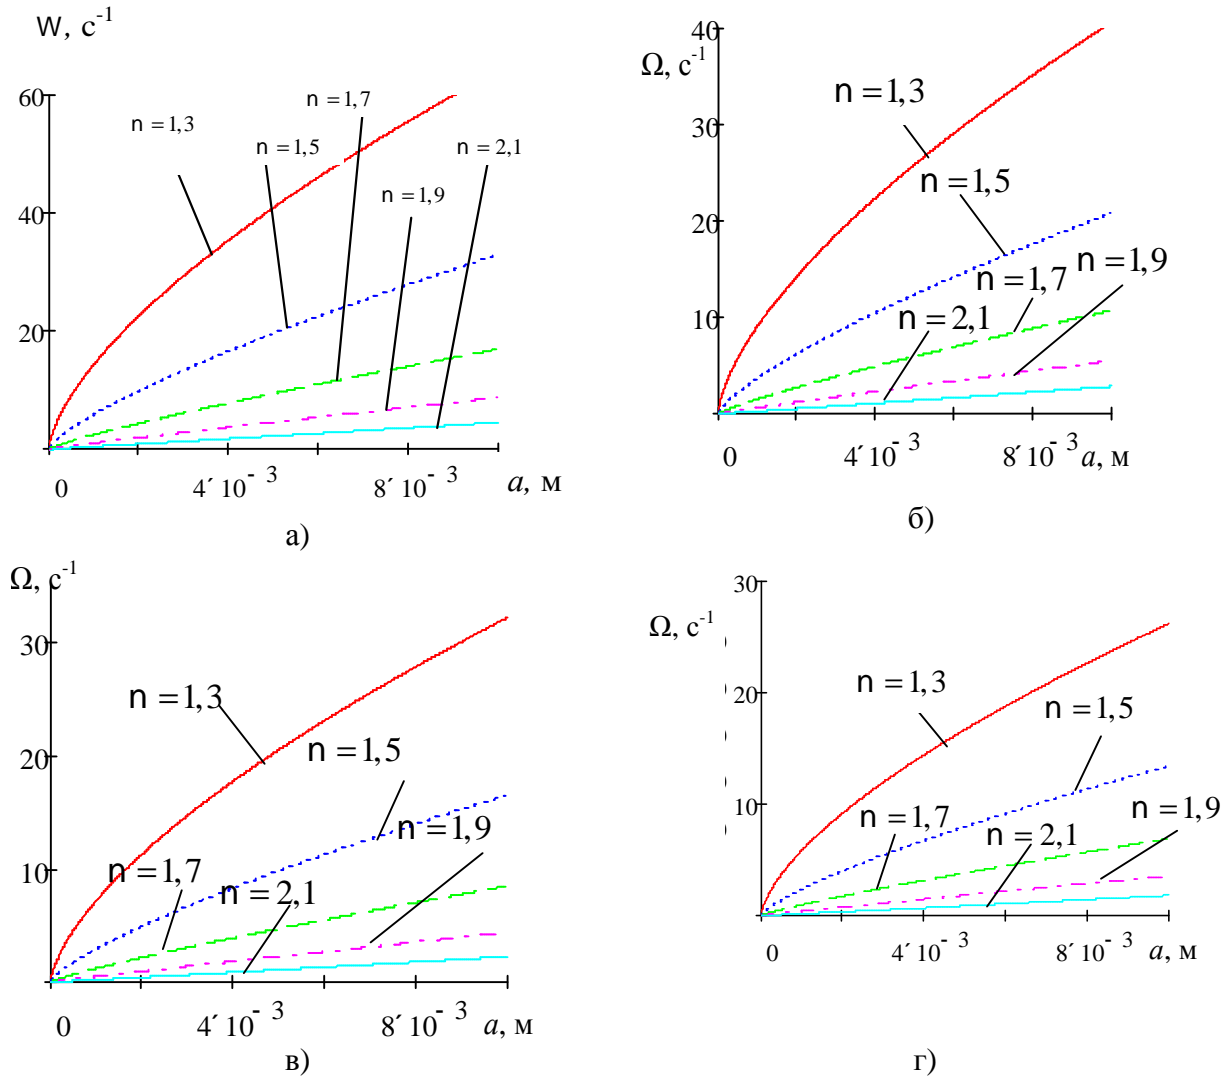 W, с-1
60
n = 1,7
n = 1,3
n = 1,5
n = 2,1
n = 1,9
40
20
0
4´ 10- 3
8´ 10- 3
a, м
а)
40
Ω, с-1
n = 1,3
30
n = 1,5
20
n = 1,7
n = 1,9
n = 2,1
10
0
4´ 10- 3
8´ 10- 3 a, м
б)
Ω, с-1
30
n = 1,3
20
n = 1,5
n = 1,9
10
n = 1,7
n = 2,1
0
4´ 10- 3
8´ 10- 3
a, м
в)
30
Ω, с-1
n = 1,3
20
n = 1,5
10
n = 1,7
n = 2,1
n = 1,9
0
4´ 10- 3
8´ 10- 3
a, м
г)